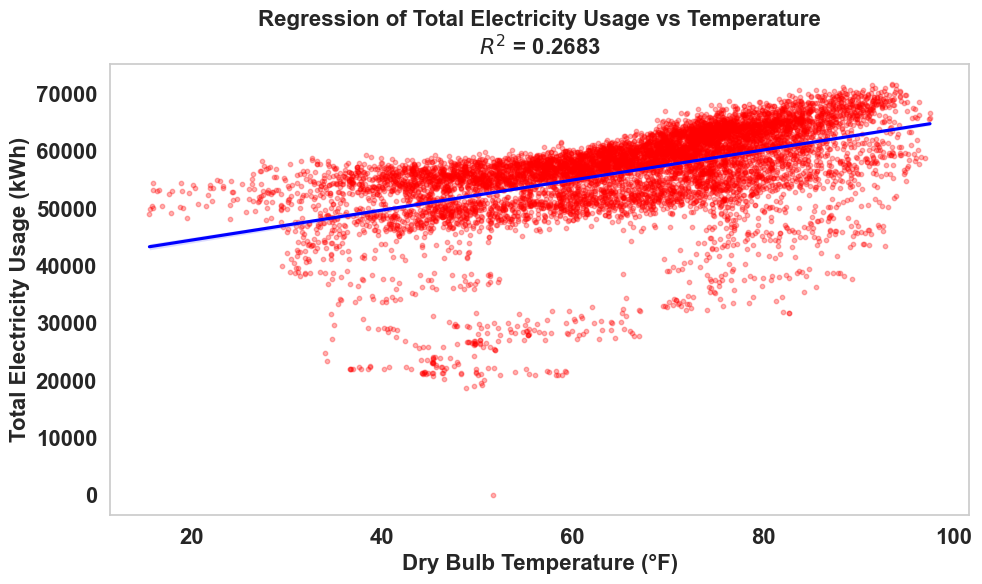 Regression of Total Electricity Usage vs Temperature
R² = 0.2683
70000
60000
50000
40000
30000
20000
10000
0
Total Electricity Usage (kWh)
20 40 60 80 100
Dry Bulb Temperature (°F)